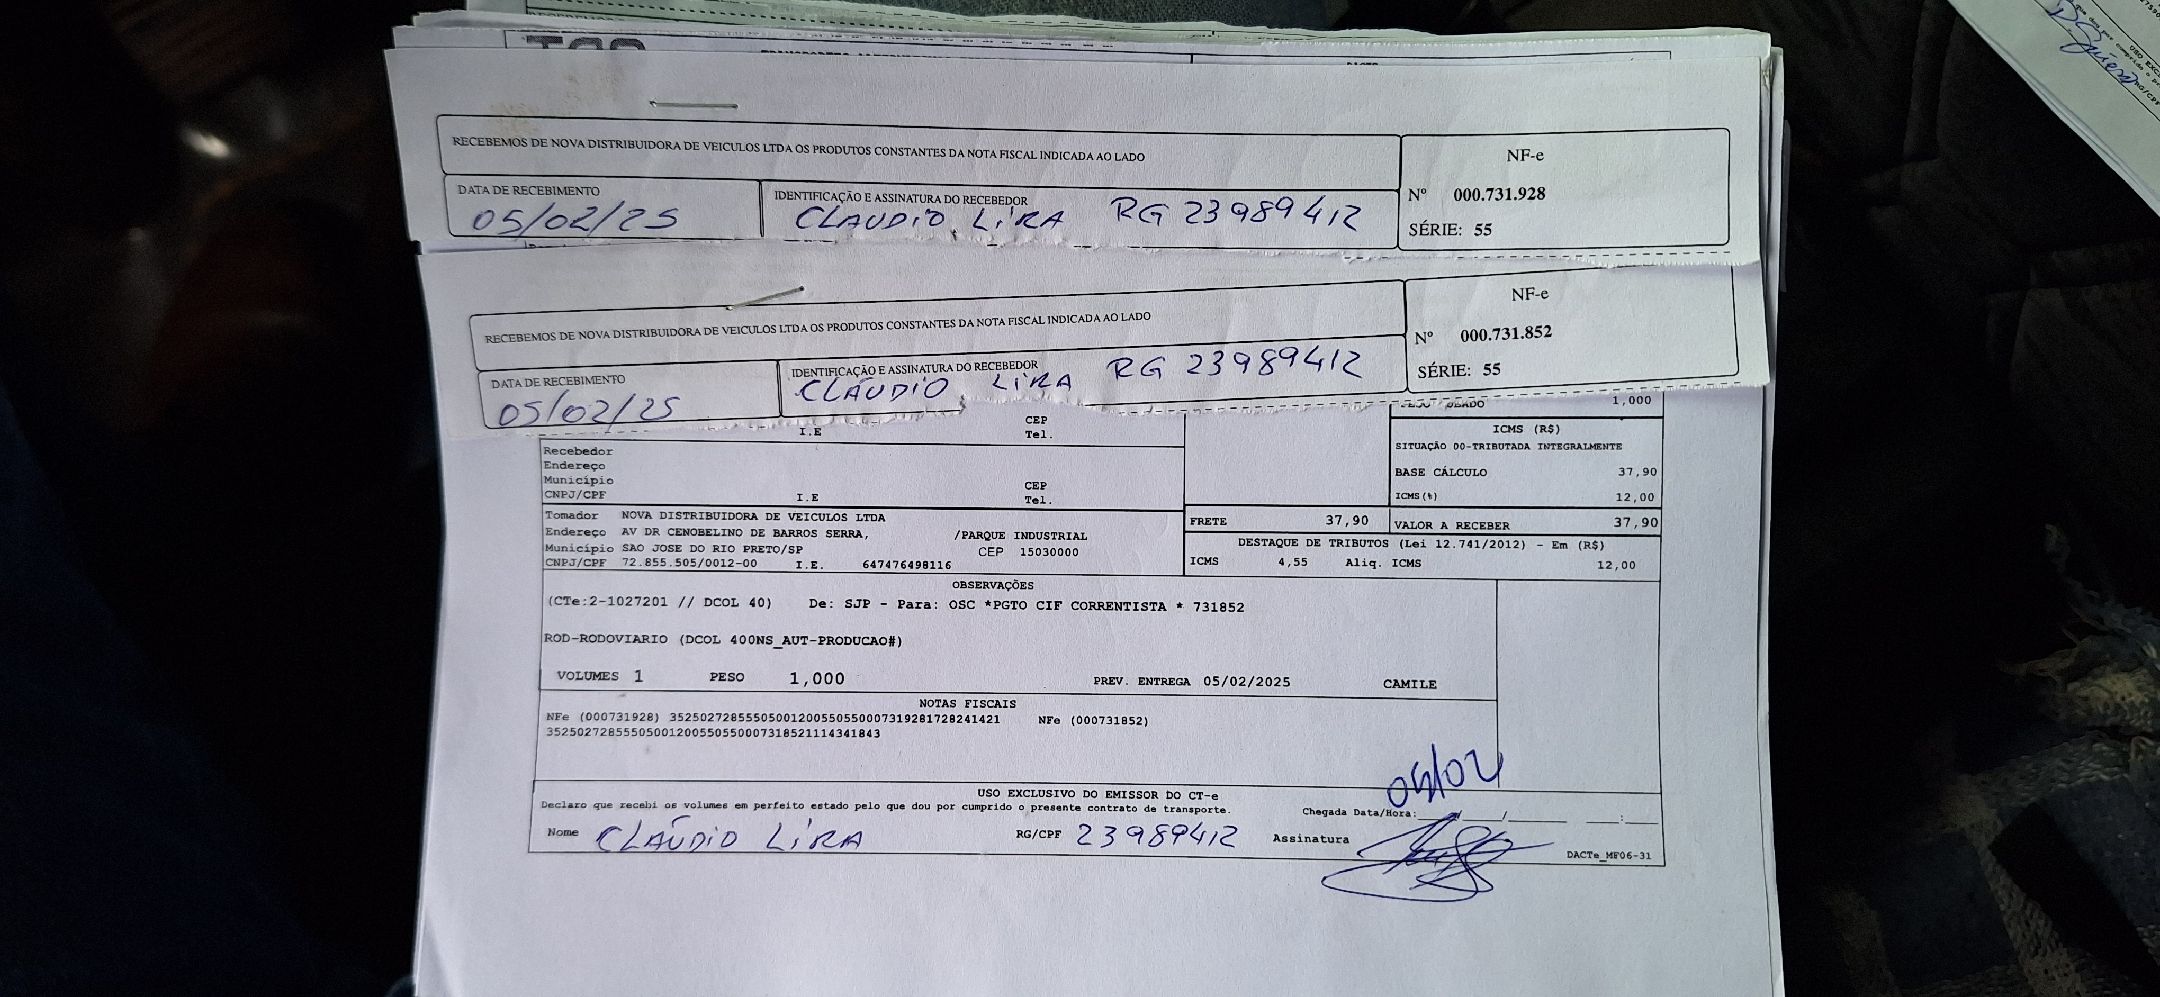 RECEBEMOS DE NOVA DISTRIBUIDORA DE VEICULOS LTDA OS PRODUTOS CONSTANTES DA NOTA FISCAL INDICADA AO LADO
NF-e
Nº 000.731.928
SÉRIE: 55
DATA DE RECEBIMENTO
05/02/25
IDENTIFICAÇÃO E ASSINATURA DO RECEBEDOR
CLAUDIO LIRA RG 23989412
RECEBEMOS DE NOVA DISTRIBUIDORA DE VEICULOS LTDA OS PRODUTOS CONSTANTES DA NOTA FISCAL INDICADA AO LADO
NF-e
Nº 000.731.852
SÉRIE: 55
DATA DE RECEBIMENTO
05/02/25
IDENTIFICAÇÃO E ASSINATURA DO RECEBEDOR
CLÁUDIO LIRA RG 23989412
1,000
CEP
I.E Tel.
Recebedor
Endereço
Município CEP
CNPJ/CPF I.E Tel.
ICMS (R$)
SITUAÇÃO 00-TRIBUTADA INTEGRALMENTE
BASE CÁLCULO 37,90
ICMS(%) 12,00
Tomador NOVA DISTRIBUIDORA DE VEICULOS LTDA
Endereço AV DR CENOBELINO DE BARROS SERRA, /PARQUE INDUSTRIAL
Município SAO JOSE DO RIO PRETO/SP CEP 15030000
CNPJ/CPF 72.855.505/0012-00 I.E. 647476498116
FRETE 37,90 VALOR A RECEBER 37,90
DESTAQUE DE TRIBUTOS (Lei 12.741/2012) - Em (R$)
ICMS 4,55 Aliq. ICMS 12,00
OBSERVAÇÕES
(CTe:2-1027201 // DCOL 40) De: SJP - Para: OSC *PGTO CIF CORRENTISTA * 731852
ROD-RODOVIARIO (DCOL 400NS_AUT-PRODUCAO#)
VOLUMES 1 PESO 1,000 PREV. ENTREGA 05/02/2025 CAMILE
NOTAS FISCAIS
NFe (000731928) 35250272855505001200550550007319281728241421 NFe (000731852)
35250272855505001200550550007318521114341843
USO EXCLUSIVO DO EMISSOR DO CT-e
Declaro que recebi os volumes em perfeito estado pelo que dou por cumprido o presente contrato de transporte.
Chegada Data/Hora:
Nome CLÁUDIO LIRA RG/CPF 23989412 Assinatura
DACTe_MF06-31